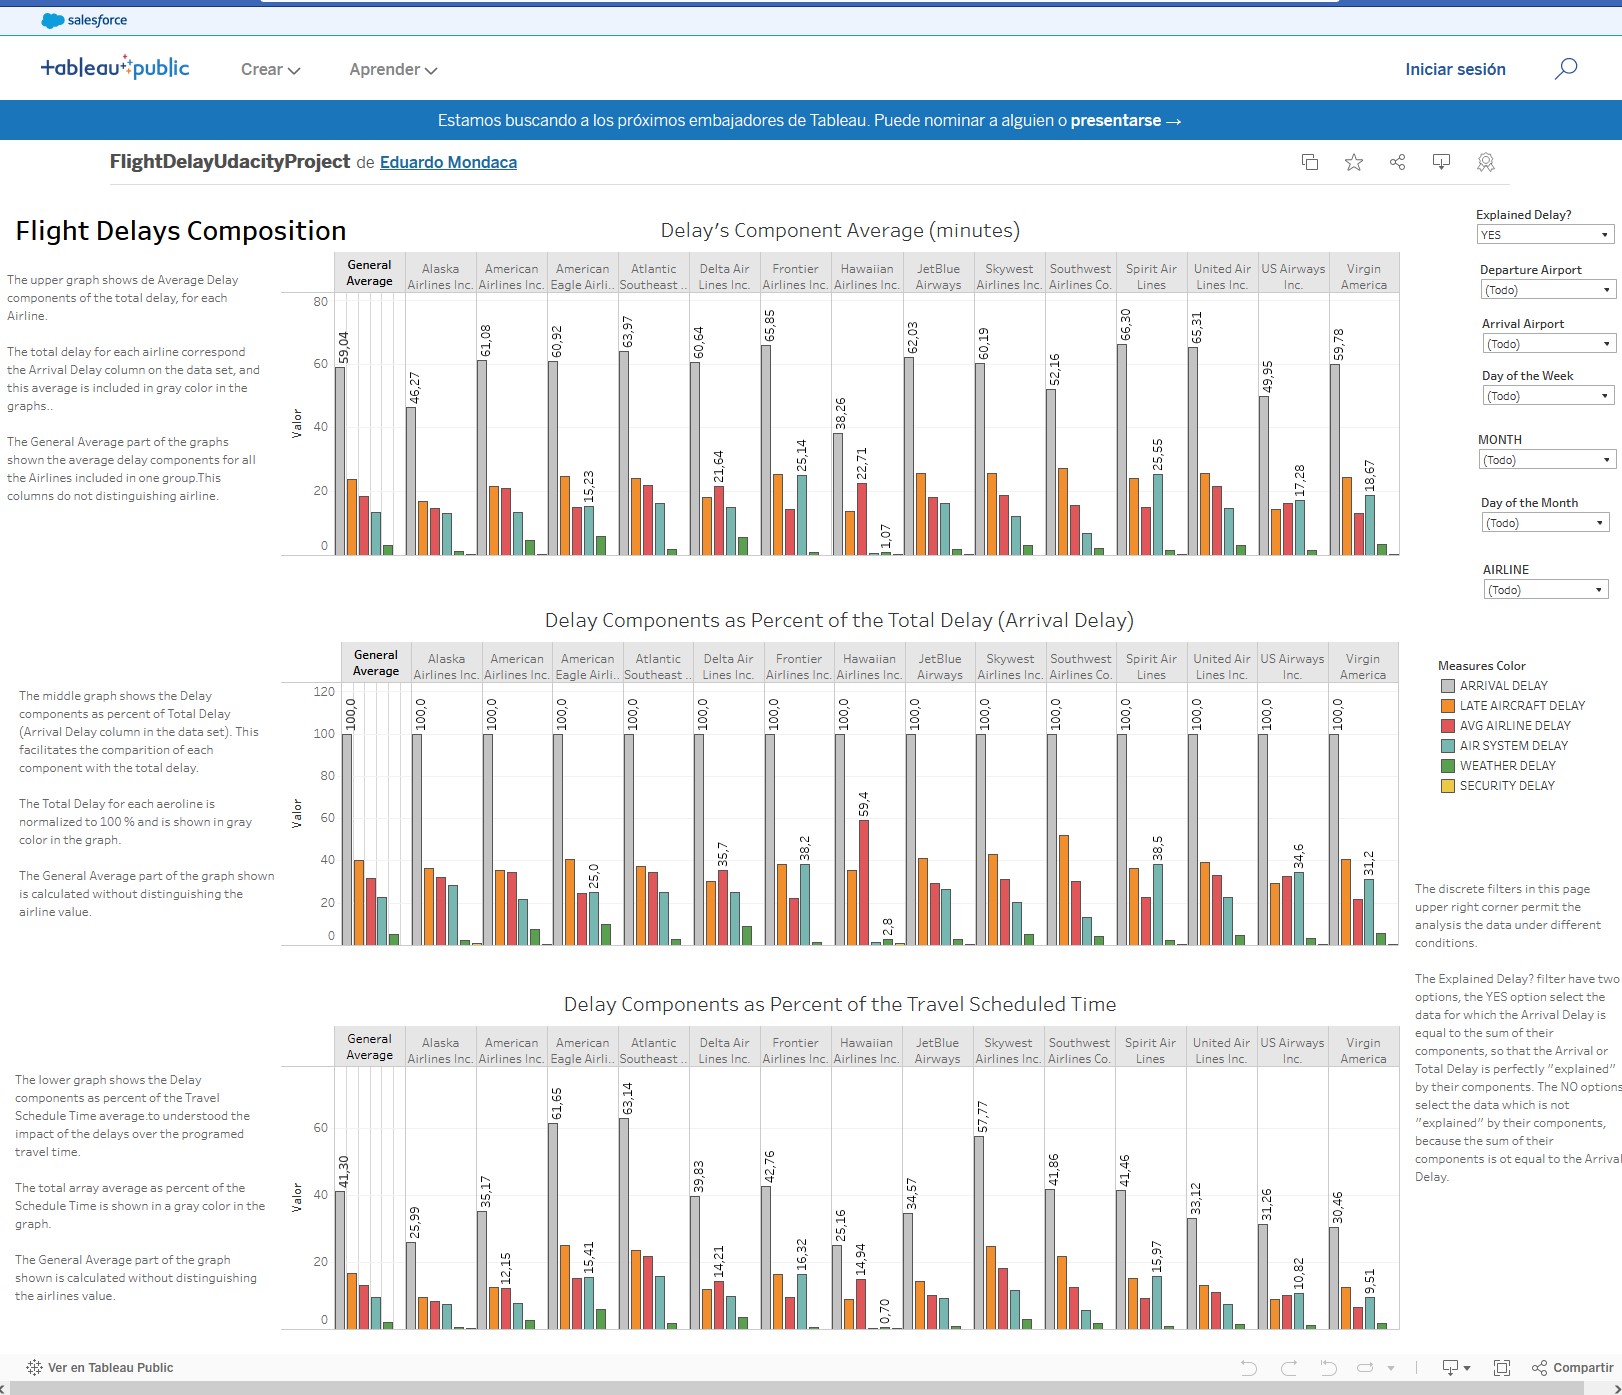 salesforce
+ableau public
Crear
Aprender
Iniciar sesión
Estamos buscando a los próximos embajadores de Tableau. Puede nominar a alguien o presentarse →
FlightDelayUdacityProject de Eduardo Mondaca
Flight Delays Composition
The upper graph shows de Average Delay
components of the total delay, for each
Airline.
The total delay for each airline correspond
the Arrival Delay column on the data set, and
this average is included in gray color in the
graphs..
The General Average part of the graphs
shown the average delay components for all
the Airlines included in one group.This
columns do not distinguishing airline.
Delay's Component Average (minutes)
General Average
Alaska Airlines Inc.
American Airlines Inc.
American Eagle Airli..
Atlantic Southeast ..
Delta Air Lines Inc.
Frontier Airlines Inc.
Hawaiian Airlines Inc.
JetBlue Airways
Skywest Airlines Inc.
Southwest Airlines Co.
Spirit Air Lines
United Air Lines Inc.
US Airways Inc.
Virgin America
Valor
80
60
40
20
0
59,04
46,27
61,08
60,92
15,23
63,97
60,64
21,64
65,85
25,14
38,26
22,71
1,07
62,03
60,19
52,16
66,30
25,55
65,31
49,95
17,28
59,78
18,67
Explained Delay?
YES
Departure Airport
(Todo)
Arrival Airport
(Todo)
Day of the Week
(Todo)
MONTH
(Todo)
Day of the Month
(Todo)
AIRLINE
(Todo)
The middle graph shows the Delay
components as percent of Total Delay
(Arrival Delay column in the data set). This
facilitates the comparition of each
component with the total delay.
The Total Delay for each aeroline is
normalized to 100 % and is shown in gray
color in the graph.
The General Average part of the graph shown
is calculated without distinguishing the
airline value.
Delay Components as Percent of the Total Delay (Arrival Delay)
General Average
Alaska Airlines Inc.
American Airlines Inc.
American Eagle Airli..
Atlantic Southeast ..
Delta Air Lines Inc.
Frontier Airlines Inc.
Hawaiian Airlines Inc.
JetBlue Airways
Skywest Airlines Inc.
Southwest Airlines Co.
Spirit Air Lines
United Air Lines Inc.
US Airways Inc.
Virgin America
Valor
120
100
80
60
40
20
0
100,0
100,0
100,0
100,0
25,0
100,0
100,0
35,7
100,0
38,2
100,0
59,4
2,8
100,0
100,0
100,0
100,0
38,5
100,0
100,0
34,6
100,0
31,2
Measures Color
ARRIVAL DELAY
LATE AIRCRAFT DELAY
AVG AIRLINE DELAY
AIR SYSTEM DELAY
WEATHER DELAY
SECURITY DELAY
The discrete filters in this page
upper right corner permit the
analysis the data under different
conditions.
The Explained Delay? filter have two
options, the YES option select the
data for which the Arrival Delay is
equal to the sum of their
components, so that the Arrival or
Total Delay is perfectly "explained"
by their components. The NO options
select the data which is not
"explained" by their components,
because the sum of their
components is ot equal to the Arrival
Delay.
The lower graph shows the Delay
components as percent of the Travel
Schedule Time average.to understood the
impact of the delays over the programed
travel time.
The total array average as percent of the
Schedule Time is shown in a gray color in the
graph.
The General Average part of the graph
shown is calculated without distinguishing
the airlines value.
Delay Components as Percent of the Travel Scheduled Time
General Average
Alaska Airlines Inc.
American Airlines Inc.
American Eagle Airli..
Atlantic Southeast ..
Delta Air Lines Inc.
Frontier Airlines Inc.
Hawaiian Airlines Inc.
JetBlue Airways
Skywest Airlines Inc.
Southwest Airlines Co.
Spirit Air Lines
United Air Lines Inc.
US Airways Inc.
Virgin America
Valor
60
40
20
0
41,30
25,99
35,17
12,15
61,65
15,41
63,14
39,83
14,21
42,76
16,32
25,16
14,94
0,70
34,57
57,77
41,86
41,46
15,97
33,12
31,26
10,82
30,46
9,51
Ver en Tableau Public
Compartir